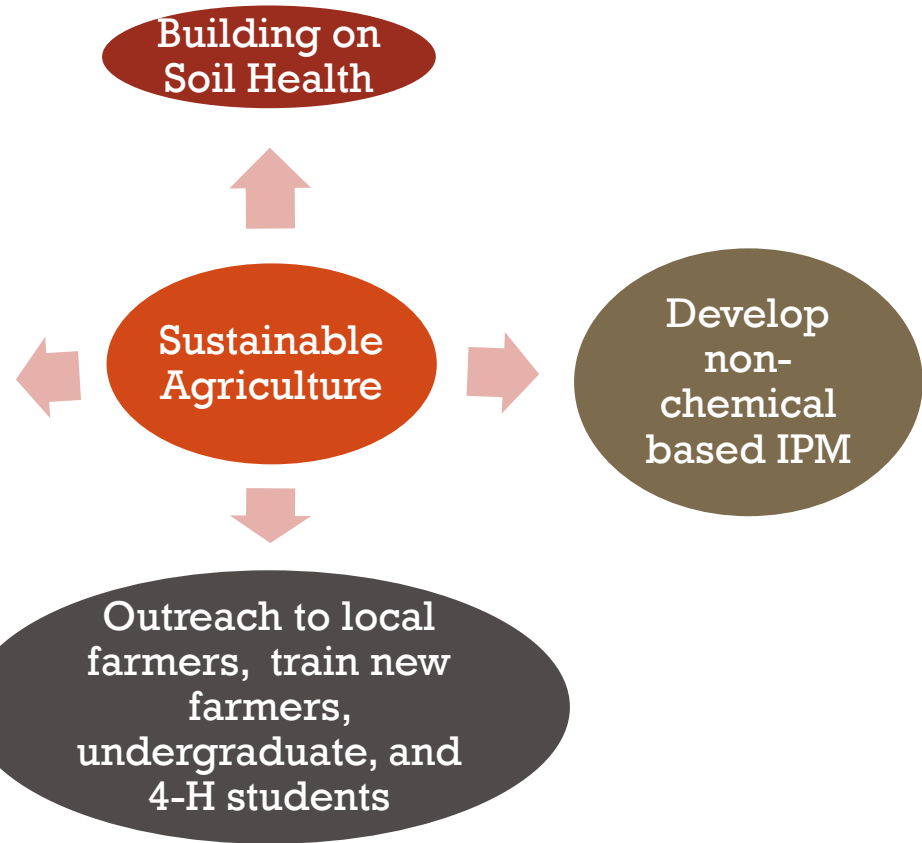 Building on
Soil Health
Sustainable
Agriculture
Develop
non-
chemical
based IPM
Outreach to local
farmers, train new
farmers,
undergraduate, and
4-H students